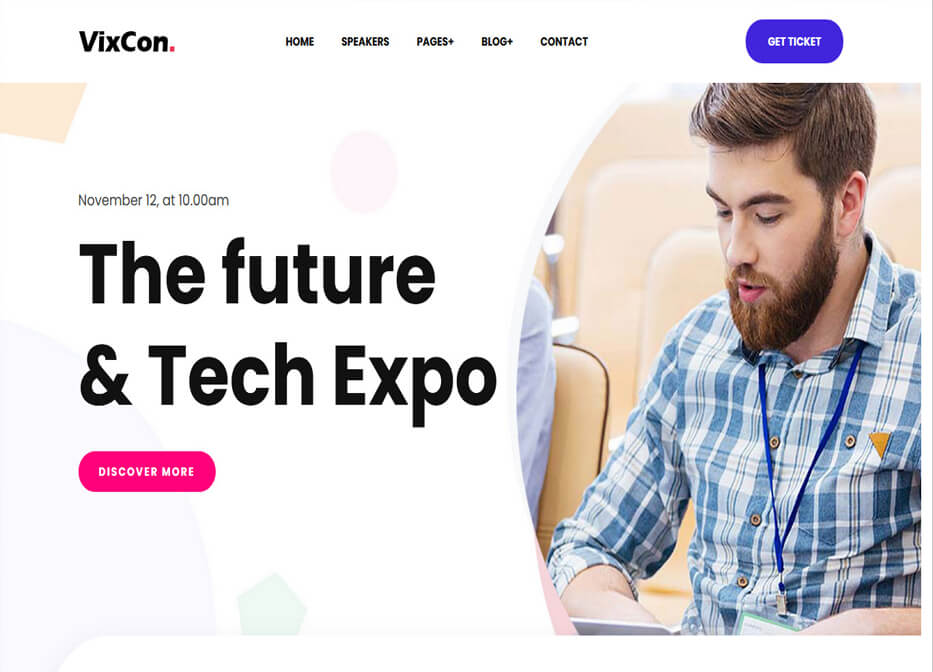 VixCon.
HOME SPEAKERS PAGES+ BLOG+ CONTACT
GET TICKET
November 12, at 10.00am
The future
& Tech Expo
DISCOVER MORE